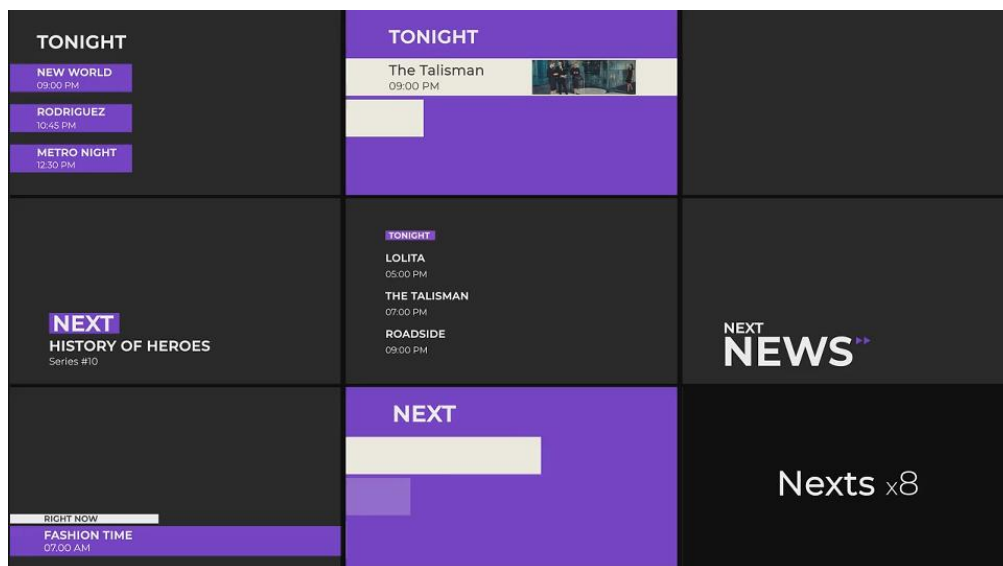 TONIGHT
NEW WORLD
09:00 PM
RODRIGUEZ
10:45 PM
METRO NIGHT
12:30 PM
TONIGHT
The Talisman
09:00 PM
NEXT
HISTORY OF HEROES
Series #10
TONIGHT
LOLITA
05:00 PM
THE TALISMAN
07:00 PM
ROADSIDE
09:00 PM
NEXT
NEWS
RIGHT NOW
FASHION TIME
07.00 AM
NEXT
Nexts x8